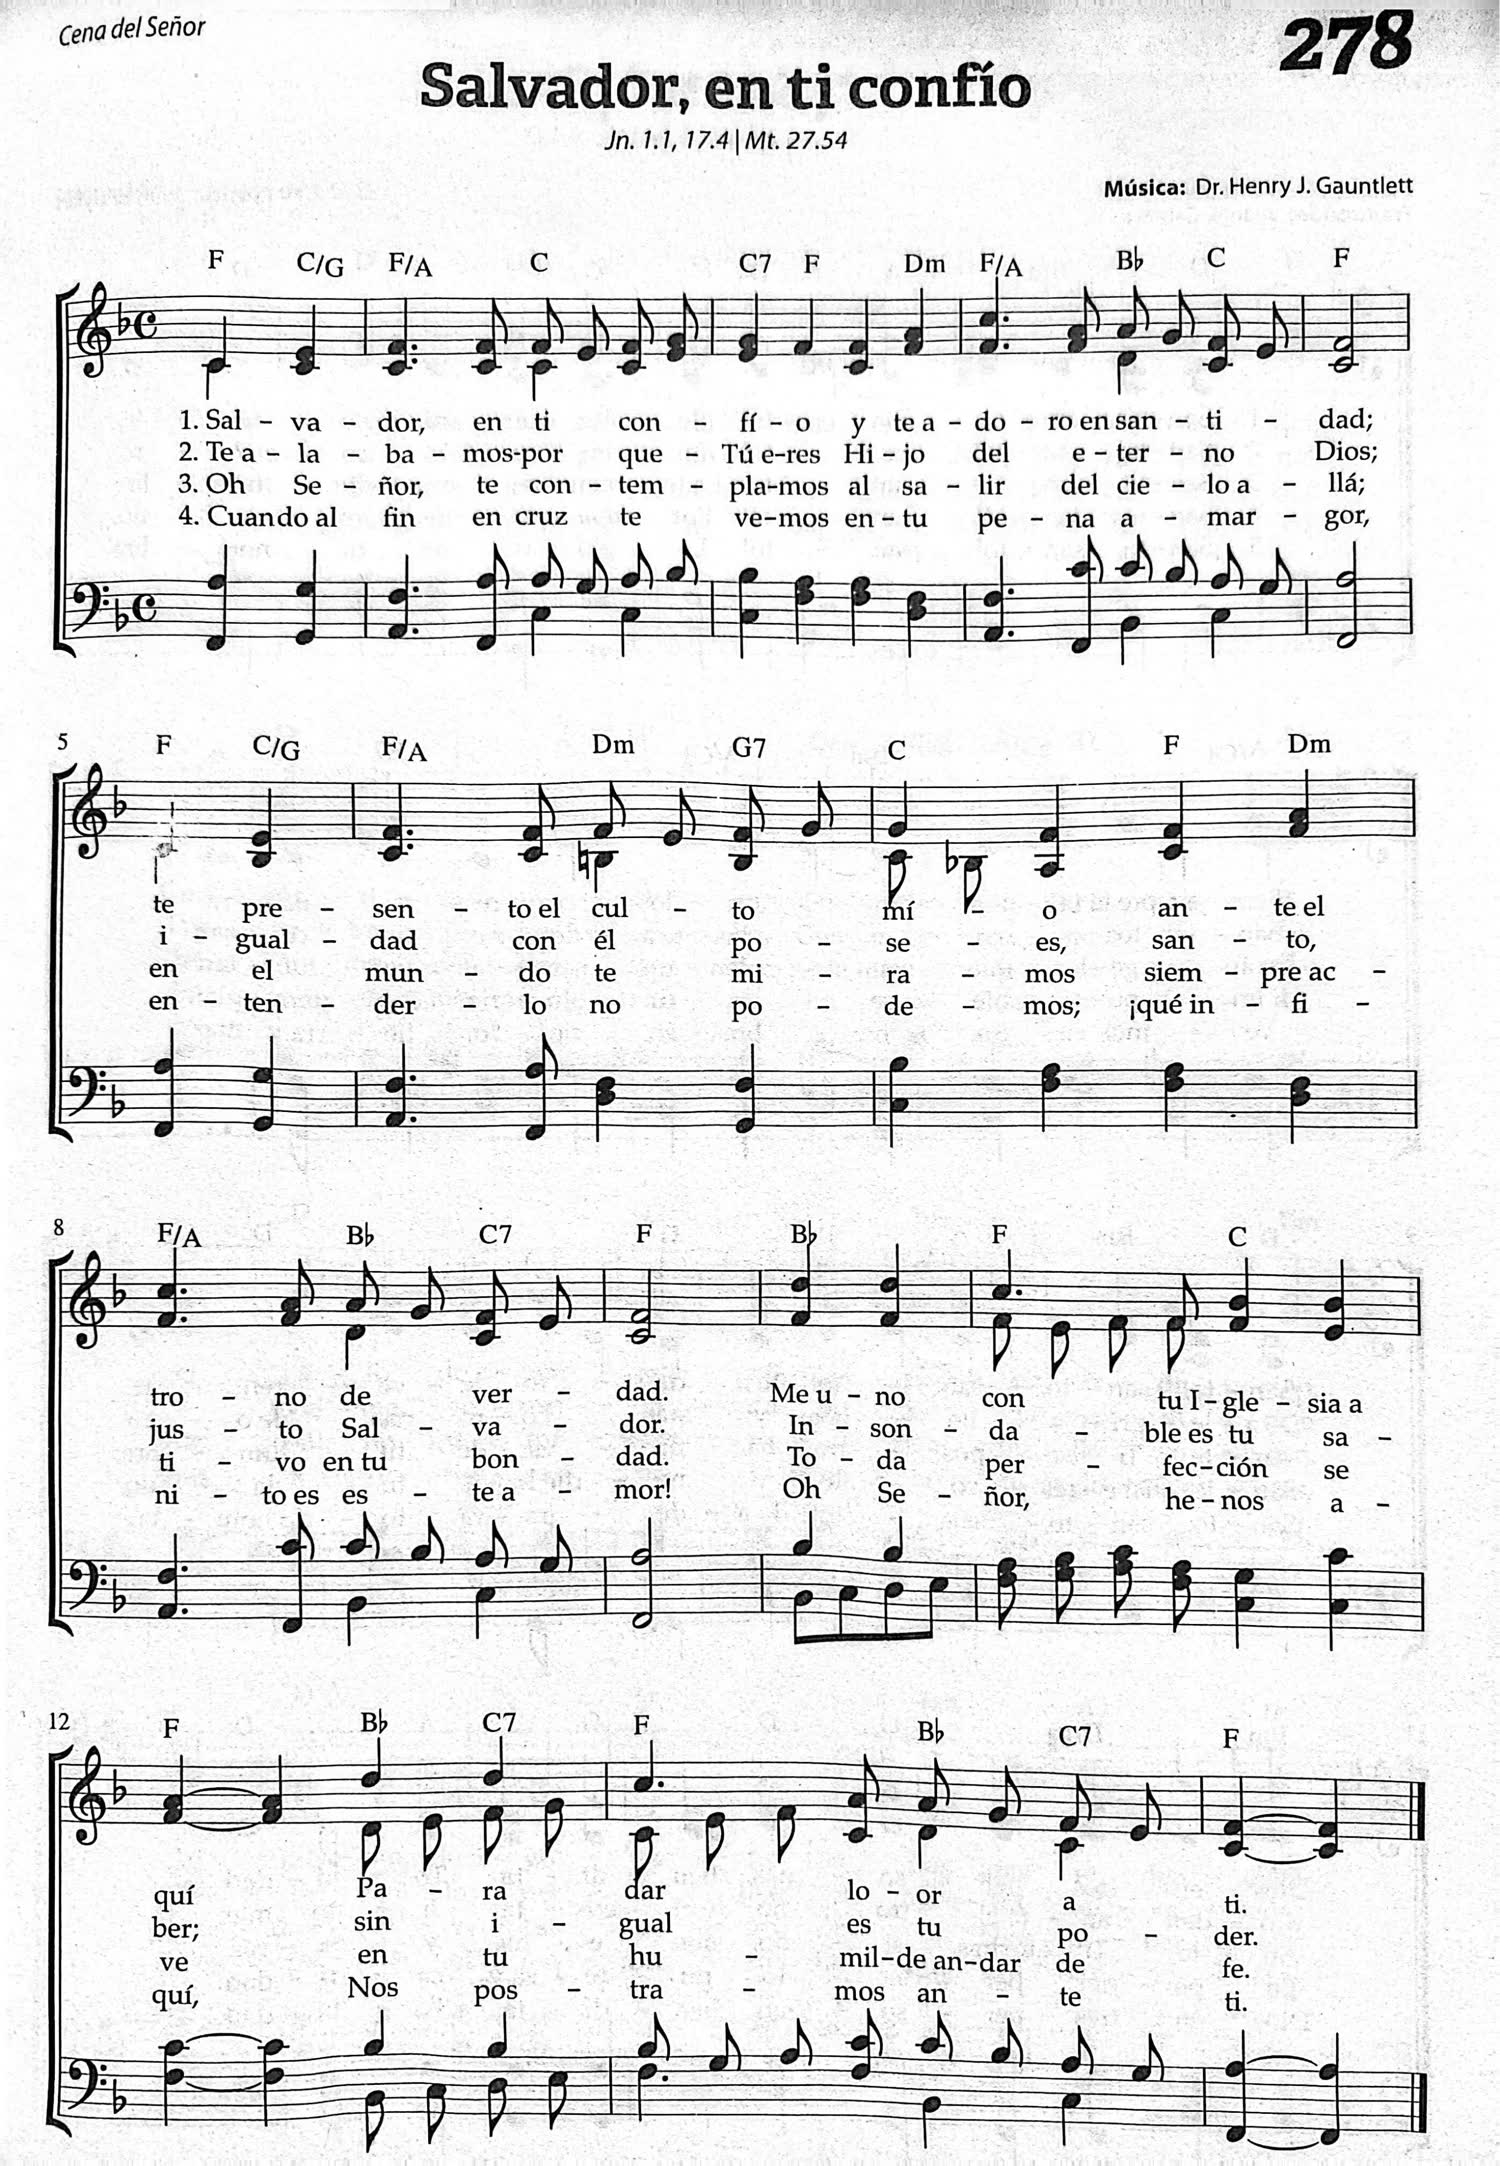 Cena del Señor
278
Salvador, en ti confío
Jn. 1.1, 17.4 | Mt. 27.54
Música: Dr. Henry J. Gauntlett
F C/G F/A C C7 F Dm F/A B♭ C F
1. Sal – va – dor, en ti con – fí – o y te a – do – ro en san – ti – dad;
2. Te a – la – ba – mos-por que – Tú e-res Hi – jo del e – ter – no Dios;
3. Oh Se – ñor, te con – tem – pla-mos al sa – lir del cie – lo a – llá;
4. Cuando al fin en cruz te ve-mos en – tu pe – na a – mar – gor,
5 F C/G F/A Dm G7 C F Dm
te pre – sen – to el cul – to mí – o an – te el
i – gual – dad con él po – se – es, san – to,
en el mun – do te mi – ra – mos siem – pre ac –
en – ten – der – lo no po – de – mos; ¡qué in – fi –
8 F/A B♭ C7 F B♭ F C
tro – no de ver – dad. Me u – no con tu I – gle – sia a
jus – to Sal – va – dor. In – son – da – ble es tu sa –
ti – vo en tu bon – dad. To – da per – fec–ción se
ni – to es es – te a – mor! Oh Se – ñor, he – nos a –
12 F B♭ C7 F B♭ C7 F
quí Pa – ra dar lo – or a ti.
ber; sin i – gual es tu po – der.
ve en tu hu – mil–de an–dar de fe.
quí, Nos pos – tra – mos an – te ti.